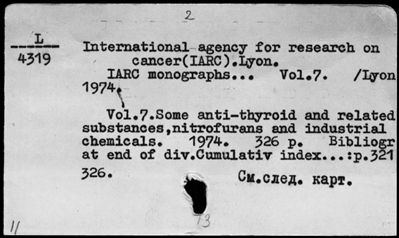 2
L
4319
International agency for research on
cancer(IARC).Lyon.
IARC monographs... Vol.7. /Lyon
1974.
Vol.7.Some anti-thyroid and related
substances,nitrofurans and industrial
chemicals. 1974. 326 p. Bibliogr
at end of div.Cumulativ index...:p.321
326.
См.след. карт.
13
11